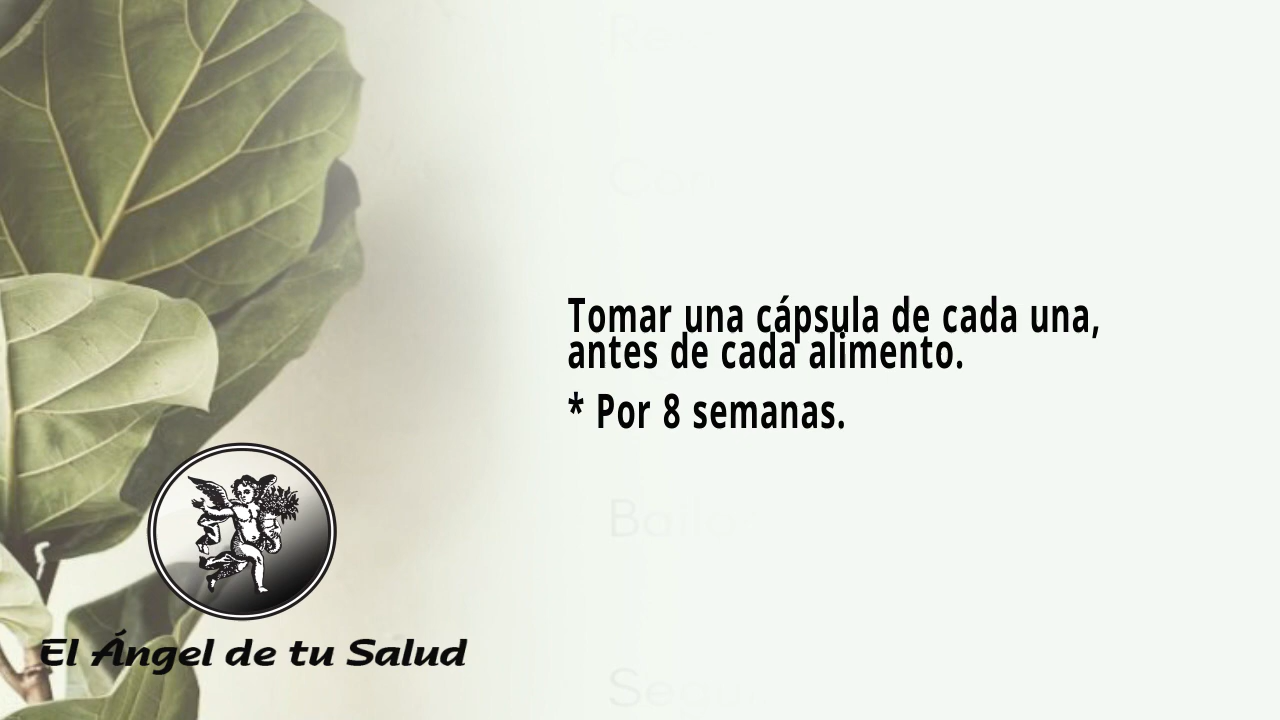 Tomar una cápsula de cada una,
antes de cada alimento.
* Por 8 semanas.
El Ángel de tu Salud